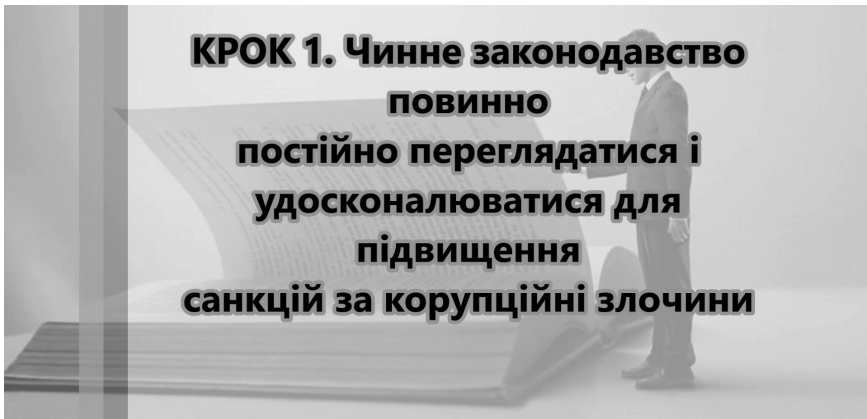 КРОК 1. Чинне законодавство
повинно
постійно переглядатися і
удосконалюватися для
підвищення
санкцій за корупційні злочини